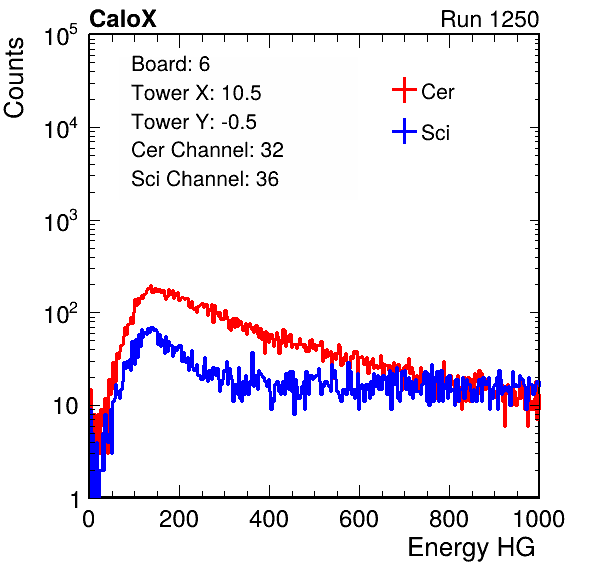 CaloX Run 1250
Counts
10^5
10^4
10^3
10^2
10
1
Board: 6
Tower X: 10.5
Tower Y: -0.5
Cer Channel: 32
Sci Channel: 36
Cer
Sci
0 200 400 600 800 1000
Energy HG